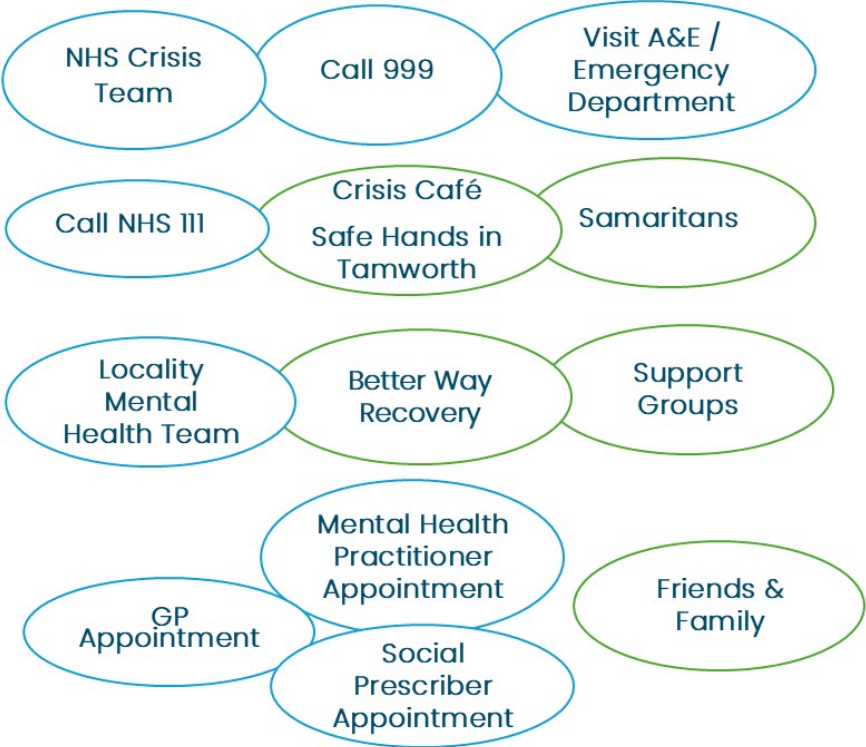 NHS Crisis
Team
Call 999
Visit A&E /
Emergency
Department
Call NHS 111
Crisis Café
Safe Hands in
Tamworth
Samaritans
Locality
Mental
Health Team
Better Way
Recovery
Support
Groups
Mental Health
Practitioner
Appointment
GP
Appointment
Social
Prescriber
Appointment
Friends &
Family